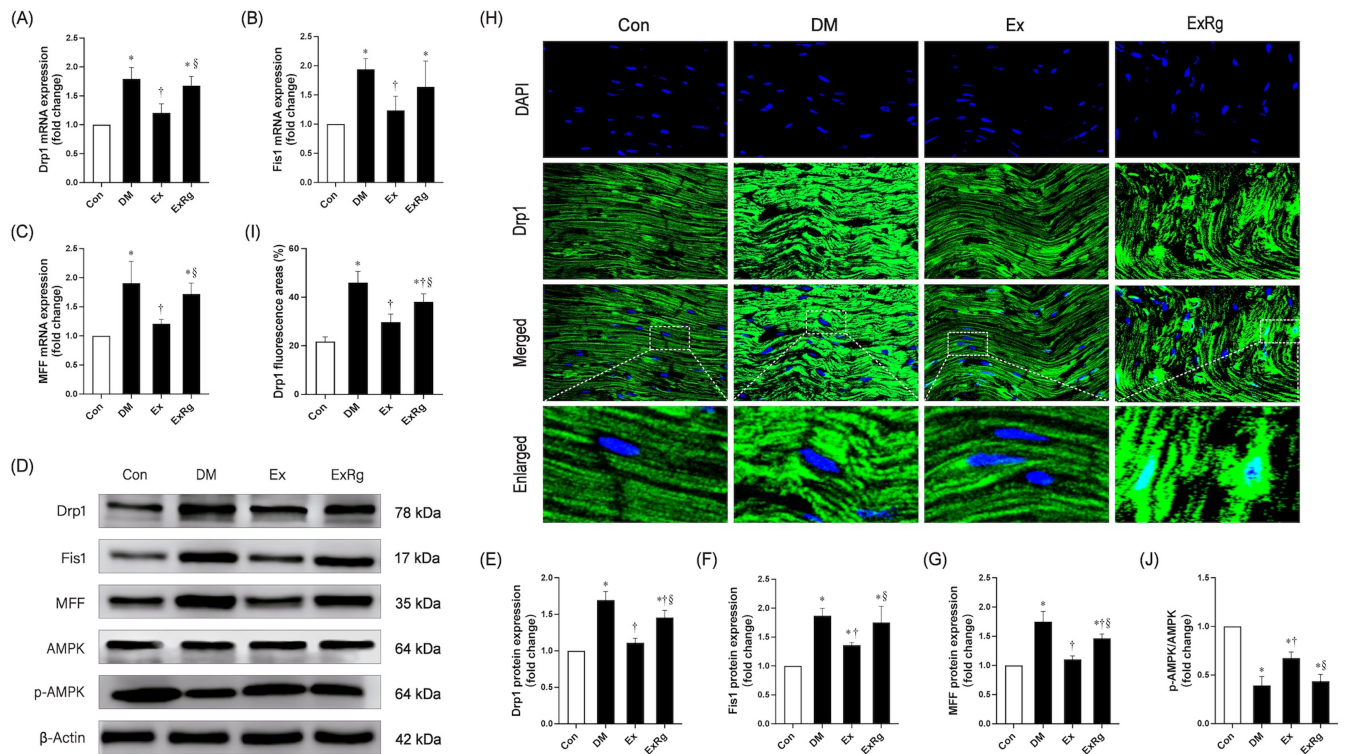 (A)
Drp1 mRNA expression
(fold change)
2.5
2.0
1.5
1.0
0.5
0.0
Con
DM
Ex
ExRg
*
†
* §
(B)
Fis1 mRNA expression
(fold change)
2.5
2.0
1.5
1.0
0.5
0.0
Con
DM
Ex
ExRg
*
†
*
(C)
MFF mRNA expression
(fold change)
2.5
2.0
1.5
1.0
0.5
0.0
Con
DM
Ex
ExRg
*
†
*§
(I)
Drp1 fluorescence areas (%)
60
40
20
0
Con
DM
Ex
ExRg
*
†
*†§
(D)
Con DM Ex ExRg
Drp1 78 kDa
Fis1 17 kDa
MFF 35 kDa
AMPK 64 kDa
p-AMPK 64 kDa
β-Actin 42 kDa
(H)
Con DM Ex ExRg
DAPI
Drp1
Merged
Enlarged
(E)
Drp1 protein expression
(fold change)
2.0
1.5
1.0
0.5
0.0
Con
DM
Ex
ExRg
*
†
*†§
(F)
Fis1 protein expression
(fold change)
2.5
2.0
1.5
1.0
0.5
0.0
Con
DM
Ex
ExRg
*
*†
*§
(G)
MFF protein expression
(fold change)
2.5
2.0
1.5
1.0
0.5
0.0
Con
DM
Ex
ExRg
*
†
*†§
(J)
p-AMPK/AMPK
(fold change)
1.5
1.0
0.5
0.0
Con
DM
Ex
ExRg
*
*†
*§